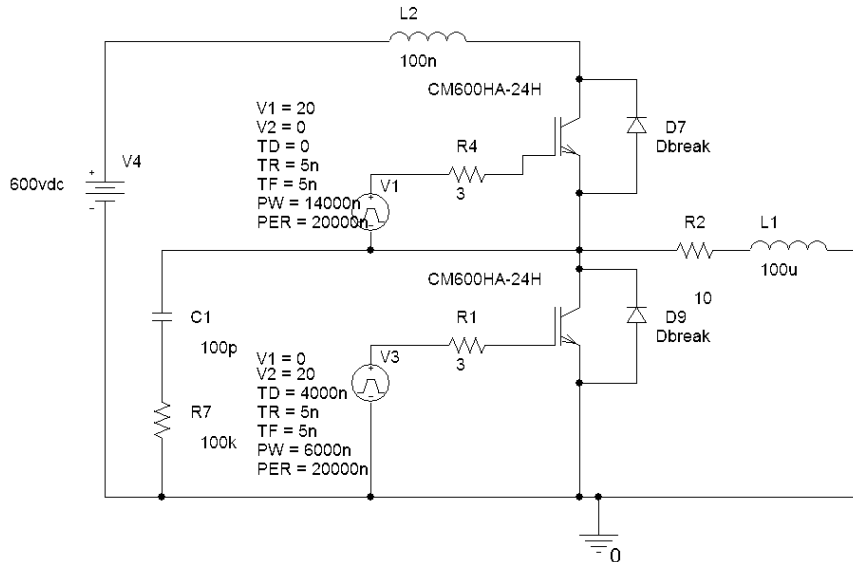 L2
100n
CM600HA-24H
V1 = 20
V2 = 0
TD = 0
TR = 5n
TF = 5n
PW = 14000n
PER = 20000n
V1
R4
3
D7
Dbreak
600vdc
+
V4
-
R2
10
L1
100u
CM600HA-24H
C1
100p
R7
100k
V1 = 0
V2 = 20
TD = 4000n
TR = 5n
TF = 5n
PW = 6000n
PER = 20000n
V3
R1
3
D9
Dbreak
0